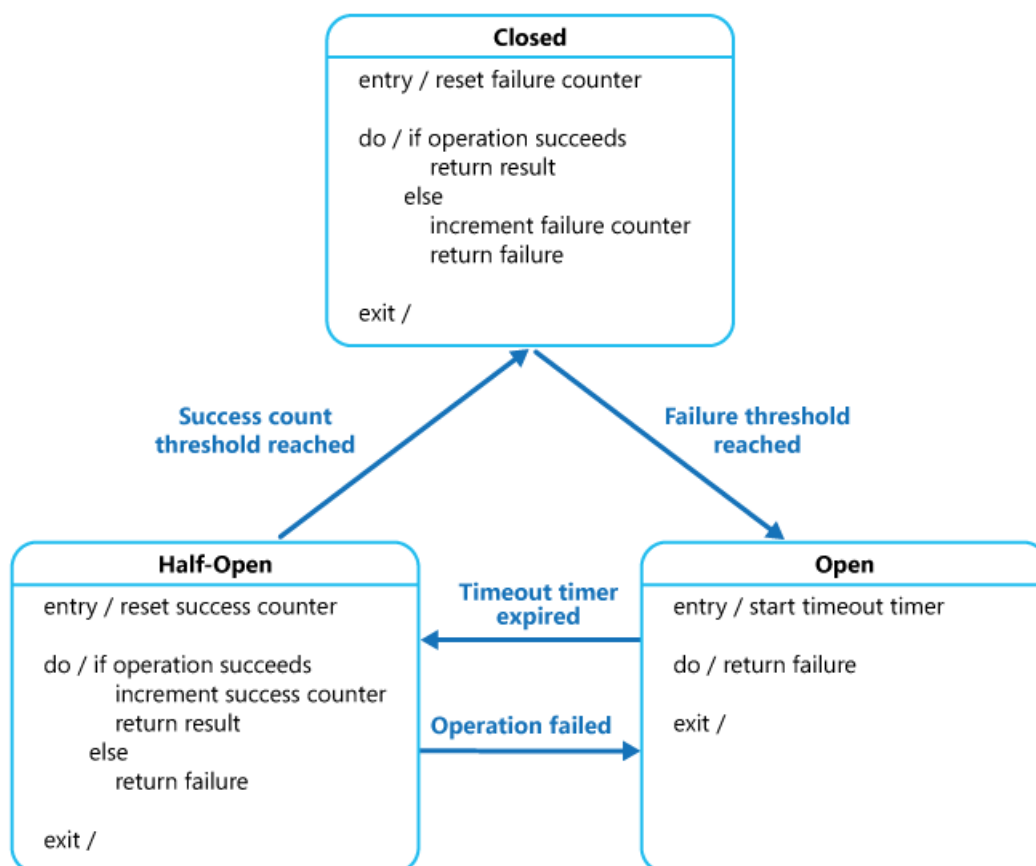 Closed
entry / reset failure counter
do / if operation succeeds
return result
else
increment failure counter
return failure
exit /
Success count
threshold reached
Failure threshold
reached
Half-Open
entry / reset success counter
do / if operation succeeds
increment success counter
return result
else
return failure
exit /
Timeout timer
expired
Operation failed
Open
entry / start timeout timer
do / return failure
exit /